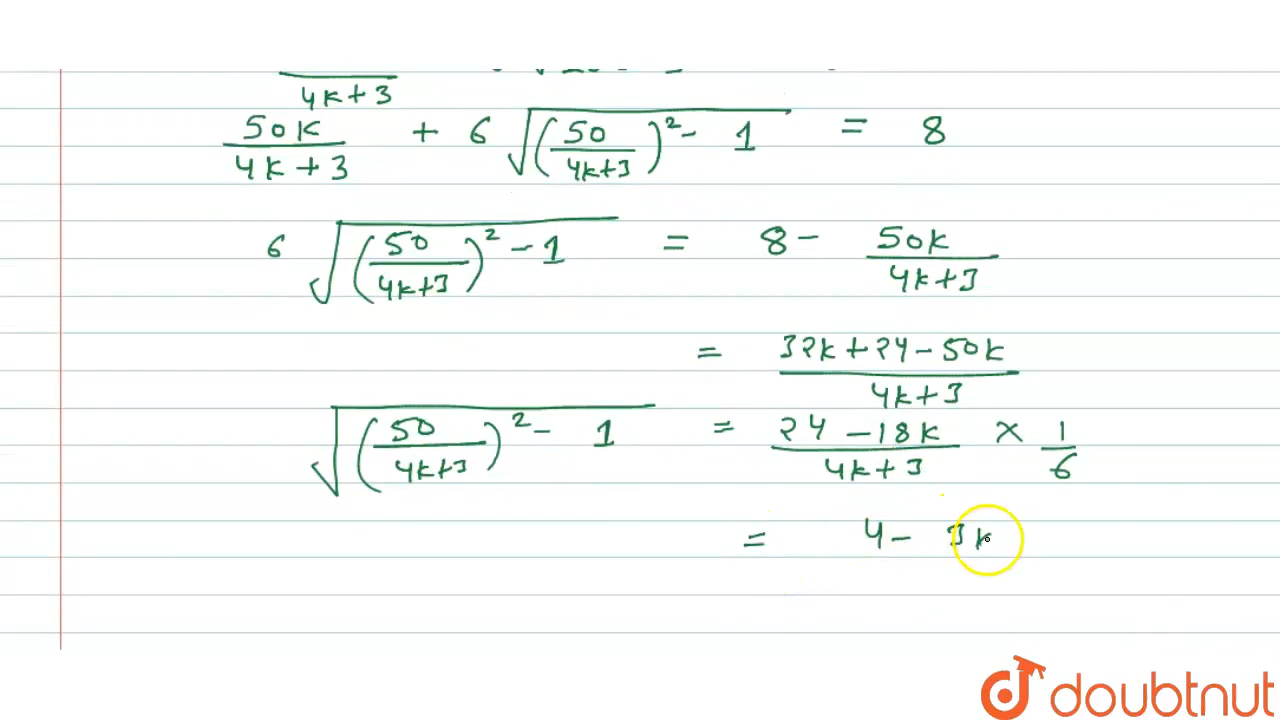 4k+3
50k/4k+3 + 6 √((50/4k+3)² - 1) = 8
6 √((50/4k+3)² - 1) = 8 - 50k/4k+3
= 32k+24-50k/4k+3
√((50/4k+3)² - 1) = 24-18k/4k+3 × 1/6
= 4 - 3k
doubtnut